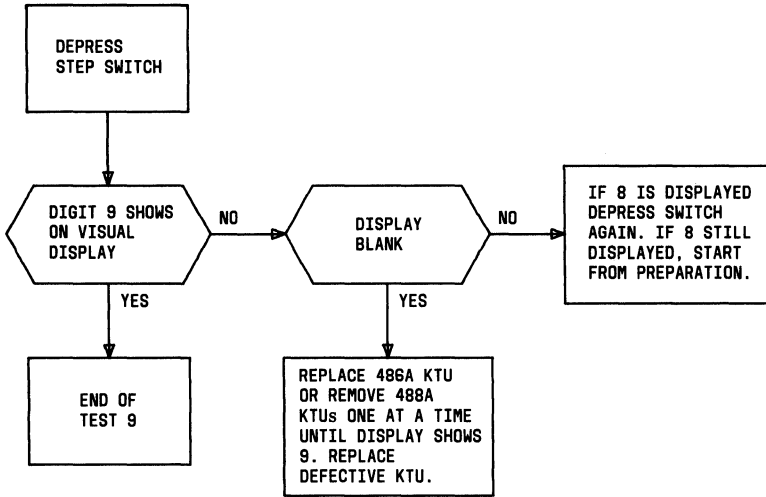 DEPRESS
STEP SWITCH
DIGIT 9 SHOWS
ON VISUAL
DISPLAY
NO
DISPLAY
BLANK
NO
IF 8 IS DISPLAYED
DEPRESS SWITCH
AGAIN. IF 8 STILL
DISPLAYED, START
FROM PREPARATION.
YES
YES
END OF
TEST 9
REPLACE 486A KTU
OR REMOVE 488A
KTUs ONE AT A TIME
UNTIL DISPLAY SHOWS
9. REPLACE
DEFECTIVE KTU.